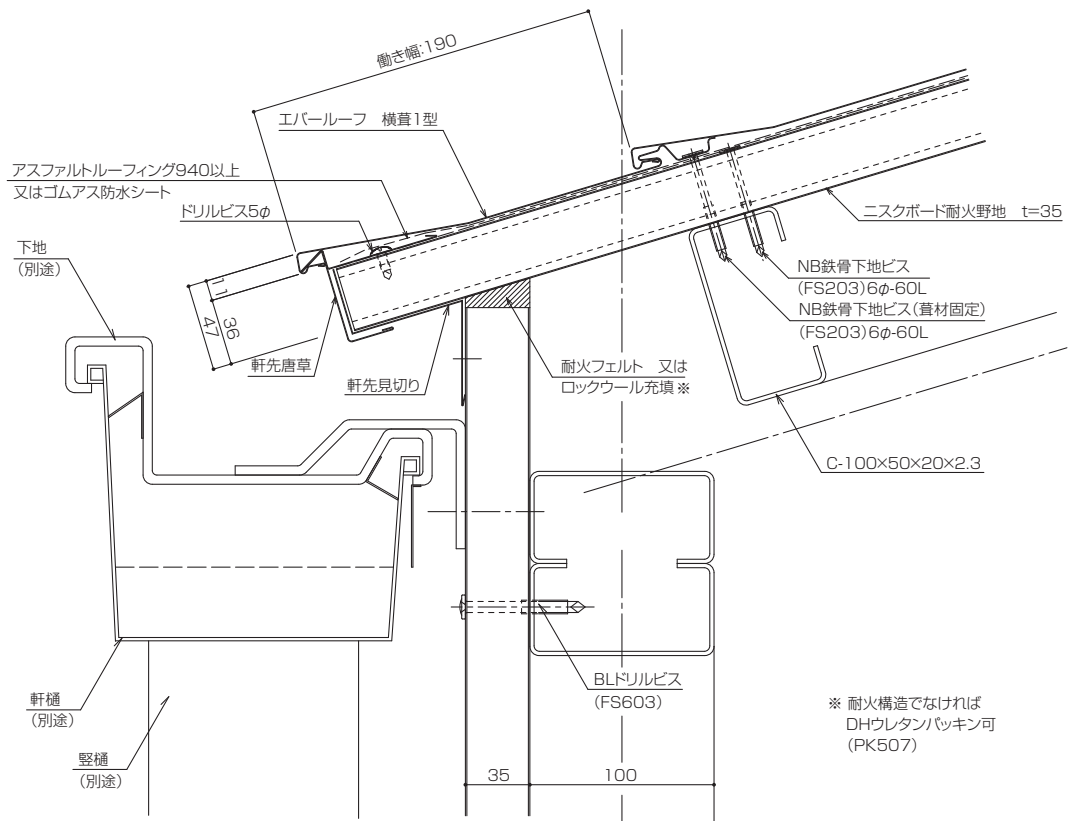 働き幅:190
エバールーフ 横葺1型
アスファルトルーフィング940以上
又はゴムアス防水シート
ドリルビス5φ
ニスクボード耐火野地 t=35
下地
(別途)
NB鉄骨下地ビス
(FS203)6φ-60L
NB鉄骨下地ビス(葺材固定)
(FS203)6φ-60L
11
36
47
軒先唐草
軒先見切り
耐火フェルト 又は
ロックウール充填※
C-100×50×20×2.3
軒樋
(別途)
BLドリルビス
(FS603)
※ 耐火構造でなければ
DHウレタンパッキン可
(PK507)
竪樋
(別途)
35
100